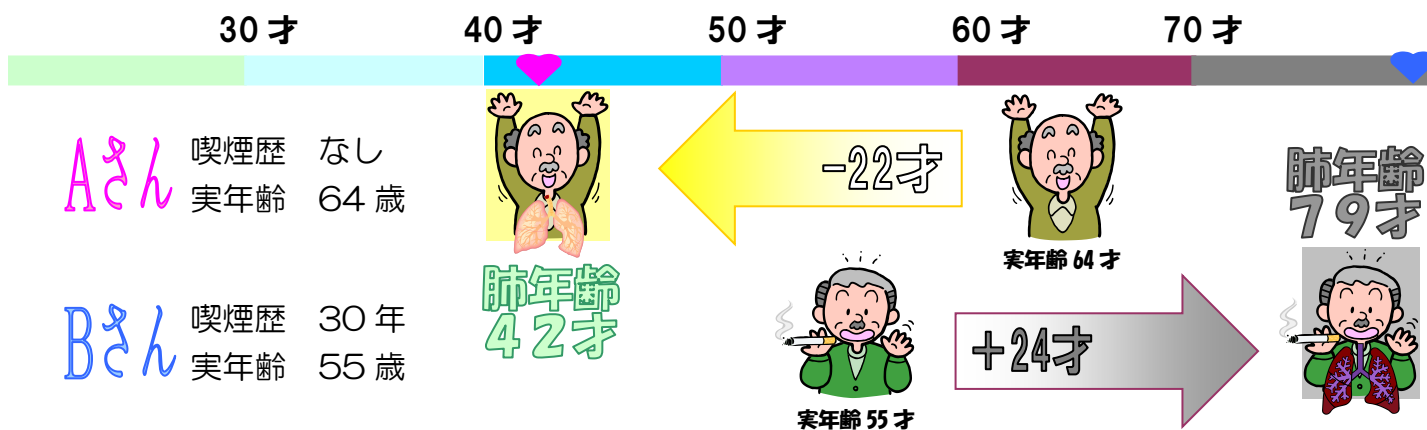 30才 40才 50才 60才 70才
Aさん
喫煙歴 なし
実年齢 64歳
-22才
実年齢64才
肺年齢
79才
肺年齢
42才
Bさん
喫煙歴 30年
実年齢 55歳
実年齢55才
+24才